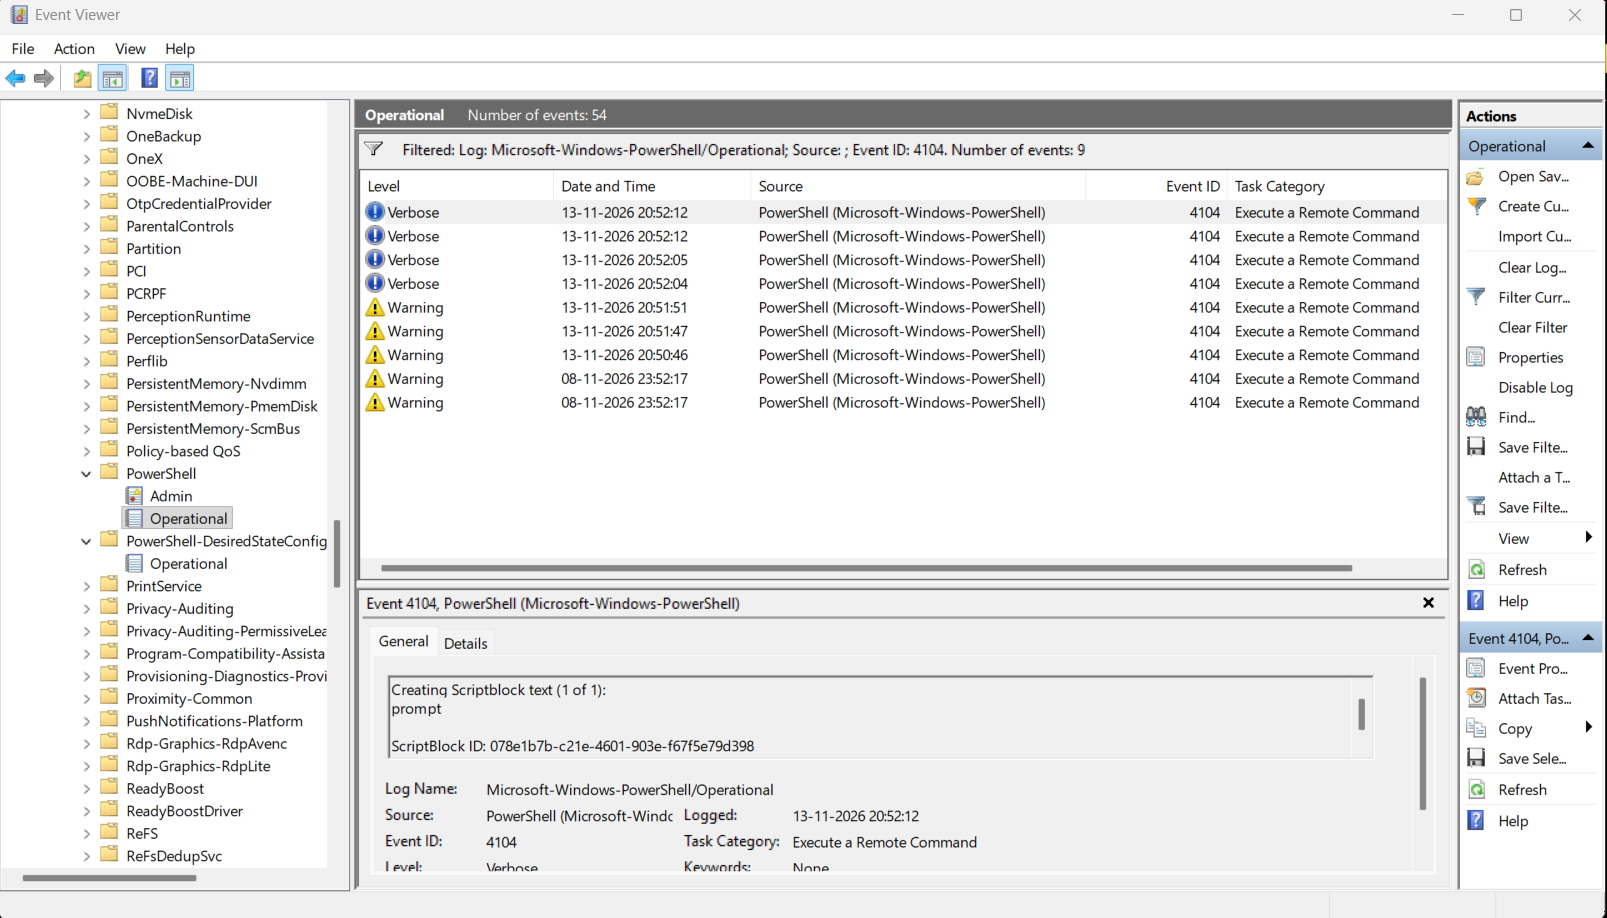 Event Viewer
File Action View Help
NvmeDisk
OneBackup
OneX
OOBE-Machine-DUI
OtpCredentialProvider
ParentalControls
Partition
PCI
PCRPF
PerceptionRuntime
PerceptionSensorDataService
Perflib
PersistentMemory-Nvdimm
PersistentMemory-PmemDisk
PersistentMemory-ScmBus
Policy-based QoS
PowerShell
Admin
Operational
PowerShell-DesiredStateConfig
Operational
PrintService
Privacy-Auditing
Privacy-Auditing-PermissiveLea
Program-Compatibility-Assista
Provisioning-Diagnostics-Provi
Proximity-Common
PushNotifications-Platform
Rdp-Graphics-RdpAvenc
Rdp-Graphics-RdpLite
ReadyBoost
ReadyBoostDriver
ReFS
ReFsDedupSvc
Operational Number of events: 54
Filtered: Log: Microsoft-Windows-PowerShell/Operational; Source: ; Event ID: 4104. Number of events: 9
Level Date and Time Source Event ID Task Category
Verbose 13-11-2026 20:52:12 PowerShell (Microsoft-Windows-PowerShell) 4104 Execute a Remote Command
Verbose 13-11-2026 20:52:12 PowerShell (Microsoft-Windows-PowerShell) 4104 Execute a Remote Command
Verbose 13-11-2026 20:52:05 PowerShell (Microsoft-Windows-PowerShell) 4104 Execute a Remote Command
Verbose 13-11-2026 20:52:04 PowerShell (Microsoft-Windows-PowerShell) 4104 Execute a Remote Command
Warning 13-11-2026 20:51:51 PowerShell (Microsoft-Windows-PowerShell) 4104 Execute a Remote Command
Warning 13-11-2026 20:51:47 PowerShell (Microsoft-Windows-PowerShell) 4104 Execute a Remote Command
Warning 13-11-2026 20:50:46 PowerShell (Microsoft-Windows-PowerShell) 4104 Execute a Remote Command
Warning 08-11-2026 23:52:17 PowerShell (Microsoft-Windows-PowerShell) 4104 Execute a Remote Command
Warning 08-11-2026 23:52:17 PowerShell (Microsoft-Windows-PowerShell) 4104 Execute a Remote Command
Event 4104, PowerShell (Microsoft-Windows-PowerShell)
General Details
Creating Scriptblock text (1 of 1):
prompt
ScriptBlock ID: 078e1b7b-c21e-4601-903e-f67f5e79d398
Log Name: Microsoft-Windows-PowerShell/Operational
Source: PowerShell (Microsoft-Windc Logged: 13-11-2026 20:52:12
Event ID: 4104 Task Category: Execute a Remote Command
Level: Verbose Keywords: None
Actions
Operational
Open Sav...
Create Cu...
Import Cu...
Clear Log...
Filter Curr...
Clear Filter
Properties
Disable Log
Find...
Save Filte...
Attach a T...
Save Filte...
View
Refresh
Help
Event 4104, Po...
Event Pro...
Attach Tas...
Copy
Save Sele...
Refresh
Help